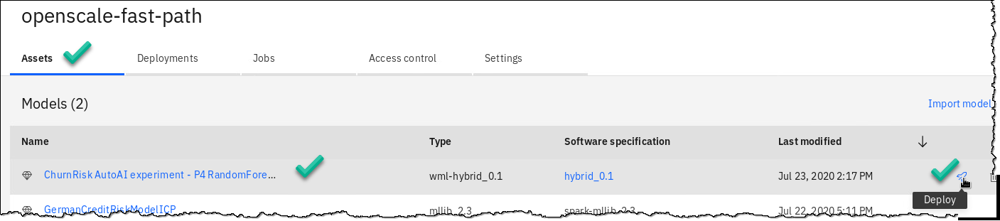 openscale-fast-path
Assets Deployments Jobs Access control Settings
Models (2)
Import model
Name Type Software specification Last modified
ChurnRisk AutoAI experiment - P4 RandomFore... wml-hybrid_0.1 hybrid_0.1 Jul 23, 2020 2:17 PM
Deploy
GermanCreditRiskModelICP mllib_2.3 spark-mllib_2.3 Jul 22, 2020 5:11 PM